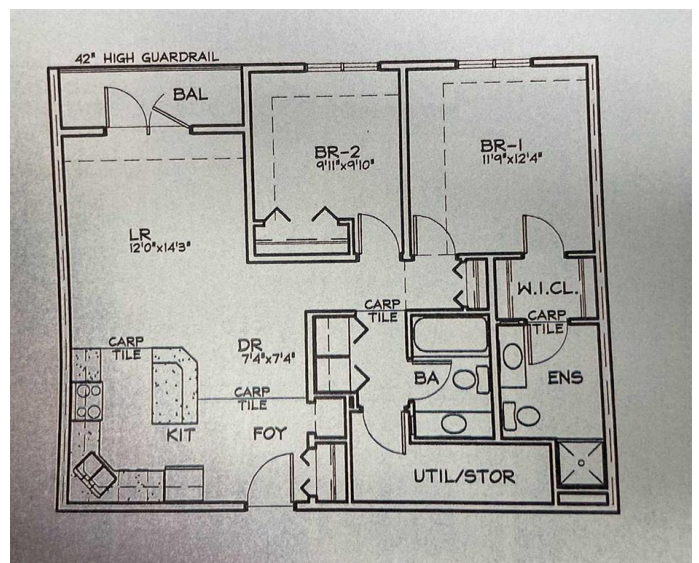 42" HIGH GUARDRAIL
BAL
BR-2
9'11"x9'10"
BR-1
11'9"x12'4"
LR
12'0"x14'3"
W.I.CL.
CARP
TILE
CARP
TILE
CARP
TILE
DR
7'4"x7'4"
BA
ENS
CARP
TILE
KIT
FOY
UTIL/STOR